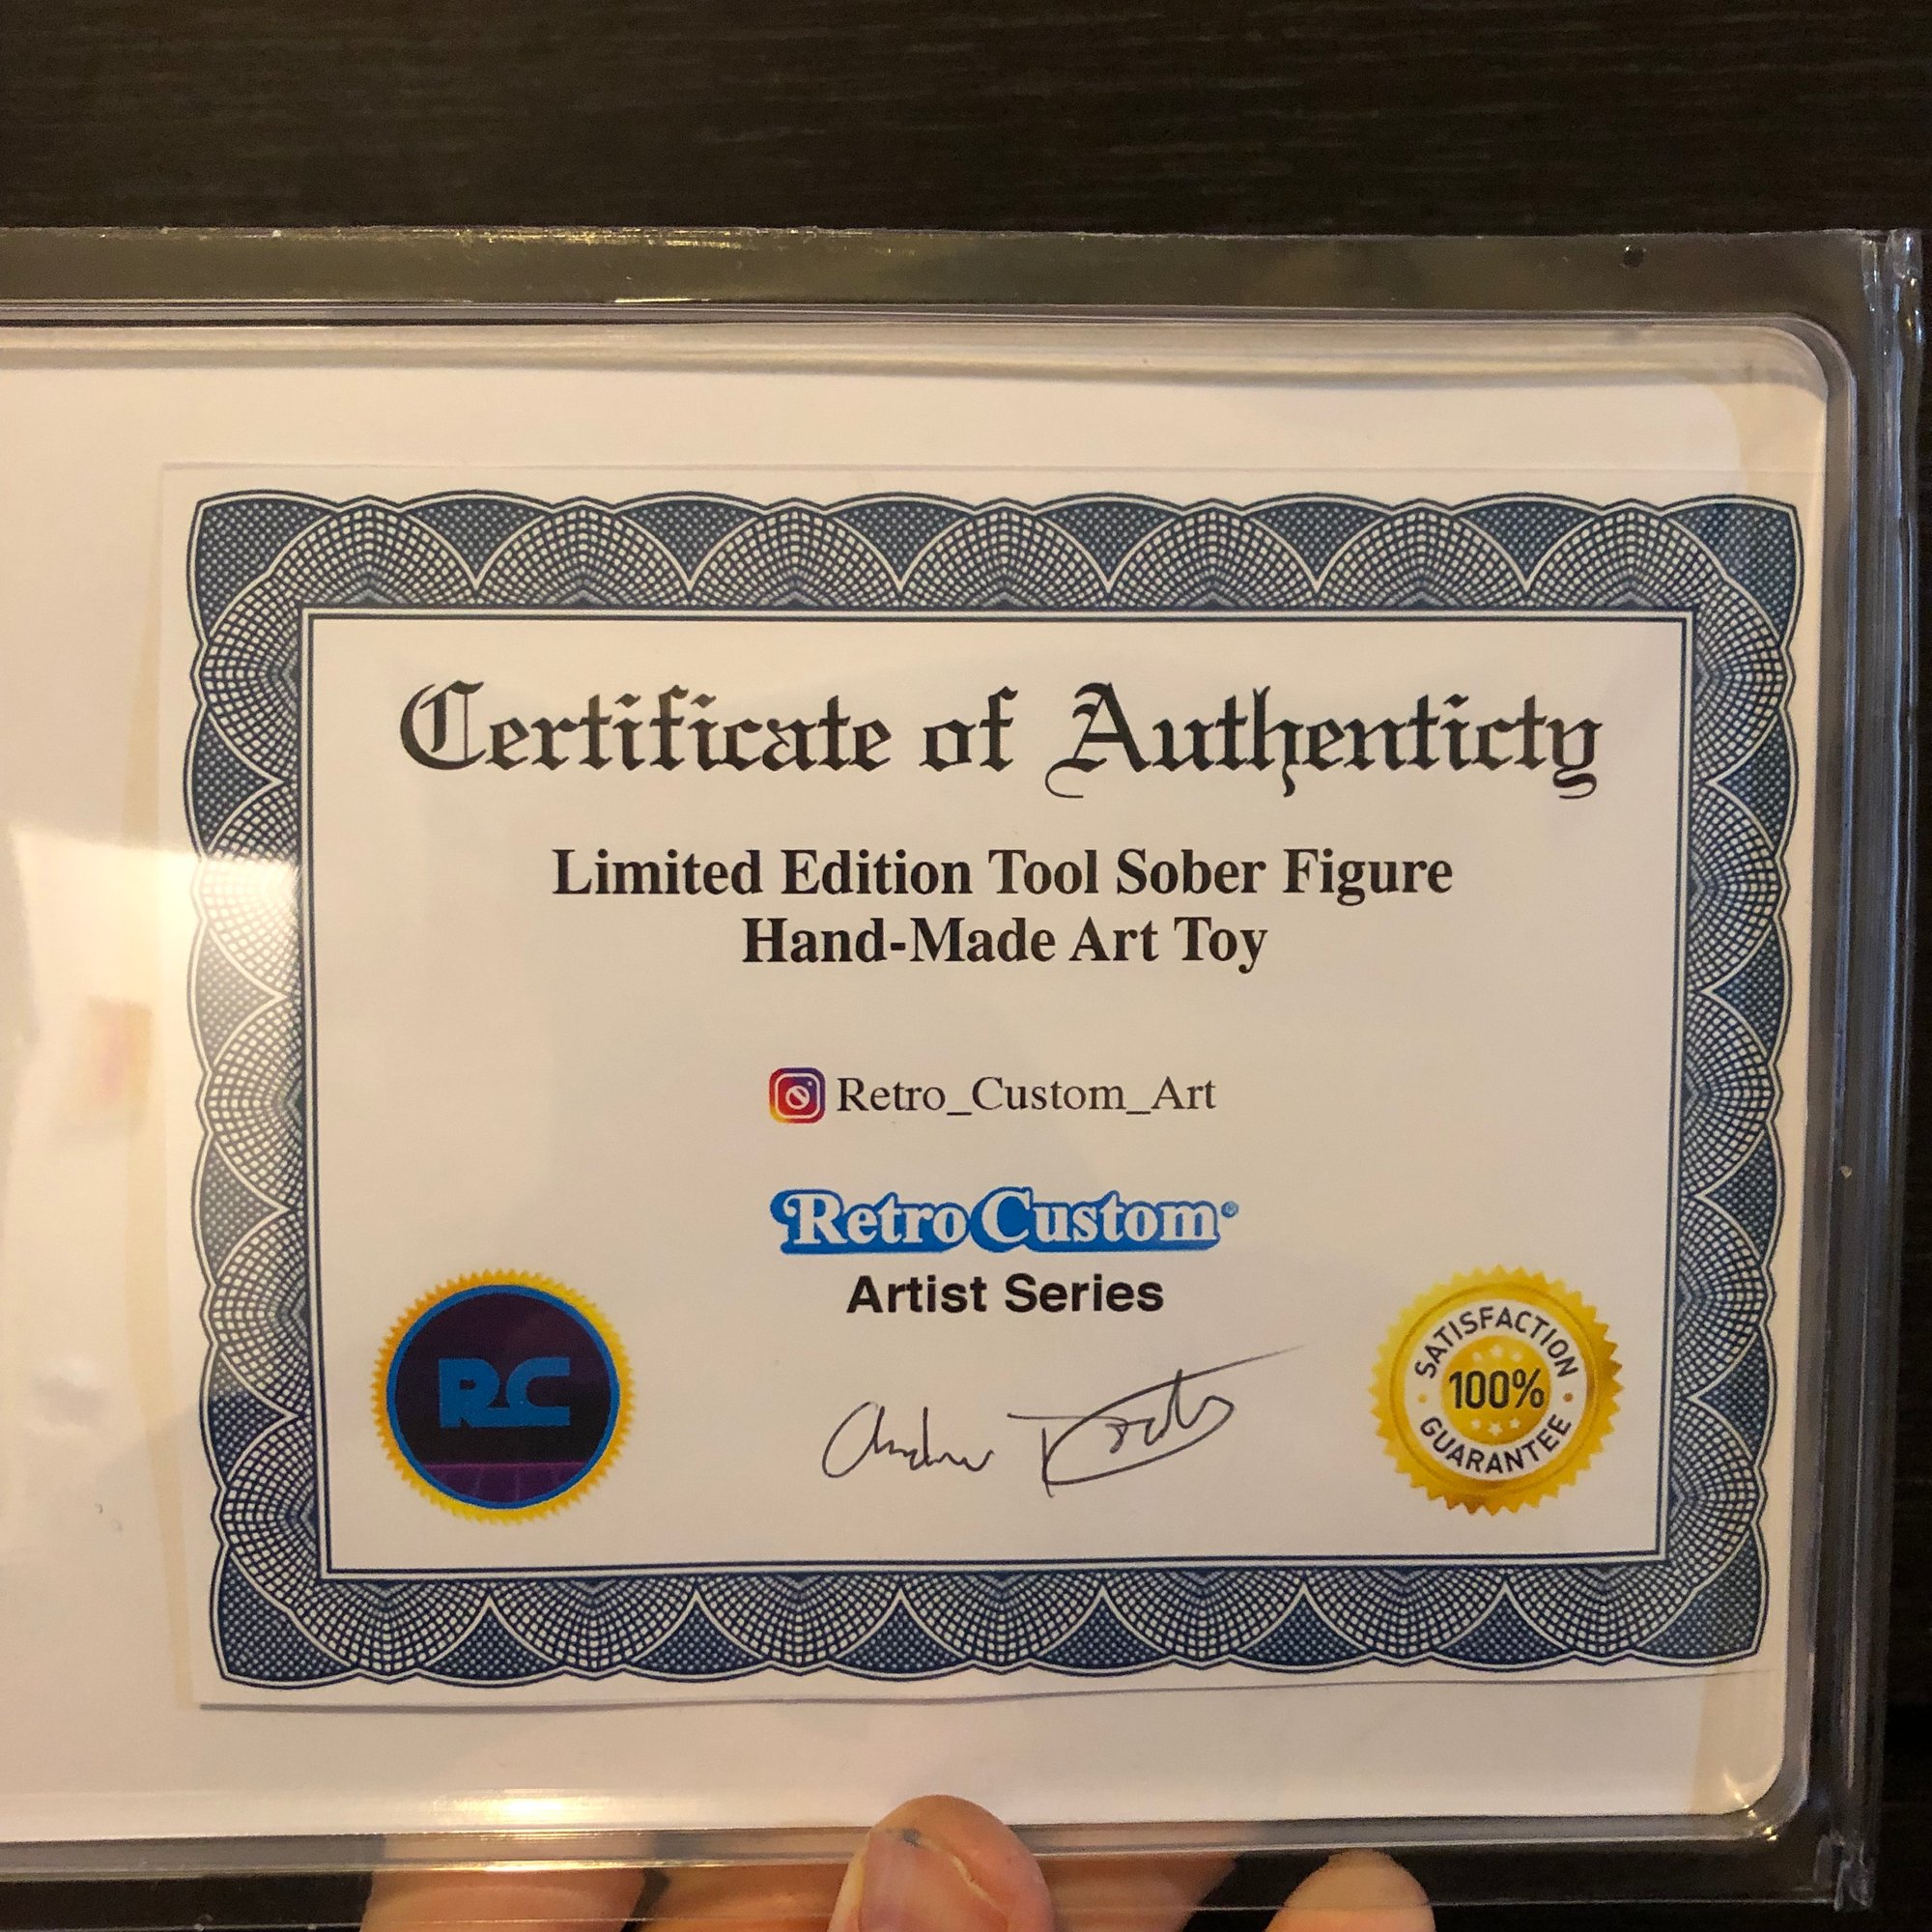 Certificate of Authenticty
Limited Edition Tool Sober Figure
Hand-Made Art Toy
Retro_Custom_Art
Retro Custom®
Artist Series
RC
SATISFACTION
100%
GUARANTEE